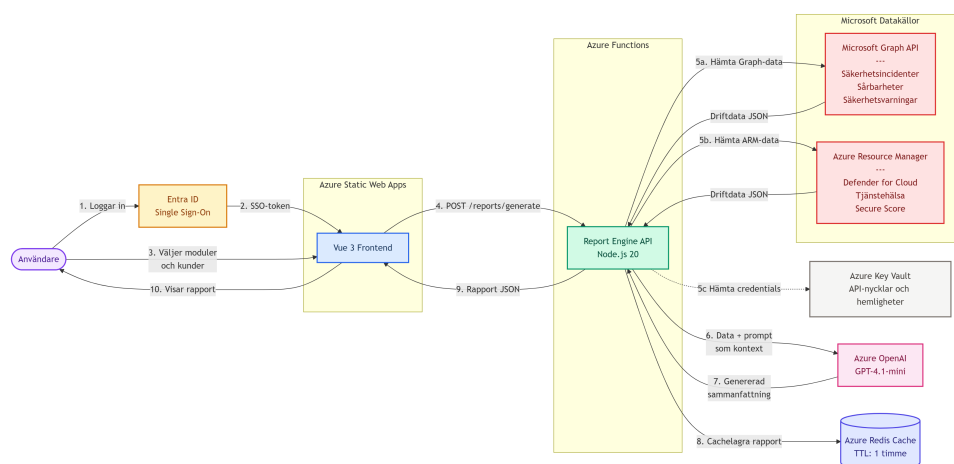 Microsoft Datakällor
Azure Functions
Microsoft Graph API
---
Säkerhetsincidenter
Sårbarheter
Säkerhetsvarningar
5a. Hämta Graph-data
Driftdata JSON
5b. Hämta ARM-data
Azure Resource Manager
---
Defender for Cloud
Tjänstehälsa
Secure Score
Driftdata JSON
Azure Static Web Apps
Entra ID
Single Sign-On
1. Loggar in
2. SSO-token
4. POST /reports/generate
Vue 3 Frontend
Report Engine API
Node.js 20
Användare
3. Väljer moduler
och kunder
10. Visar rapport
9. Rapport JSON
5c Hämta credentials
Azure Key Vault
API-nycklar och
hemligheter
6. Data + prompt
som kontext
Azure OpenAI
GPT-4.1-mini
7. Genererad
sammanfattning
8. Cachelagra rapport
Azure Redis Cache
TTL: 1 timme